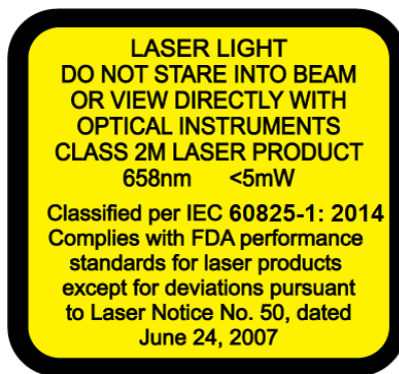 LASER LIGHT
DO NOT STARE INTO BEAM
OR VIEW DIRECTLY WITH
OPTICAL INSTRUMENTS
CLASS 2M LASER PRODUCT
658nm <5mW
Classified per IEC 60825-1: 2014
Complies with FDA performance
standards for laser products
except for deviations pursuant
to Laser Notice No. 50, dated
June 24, 2007